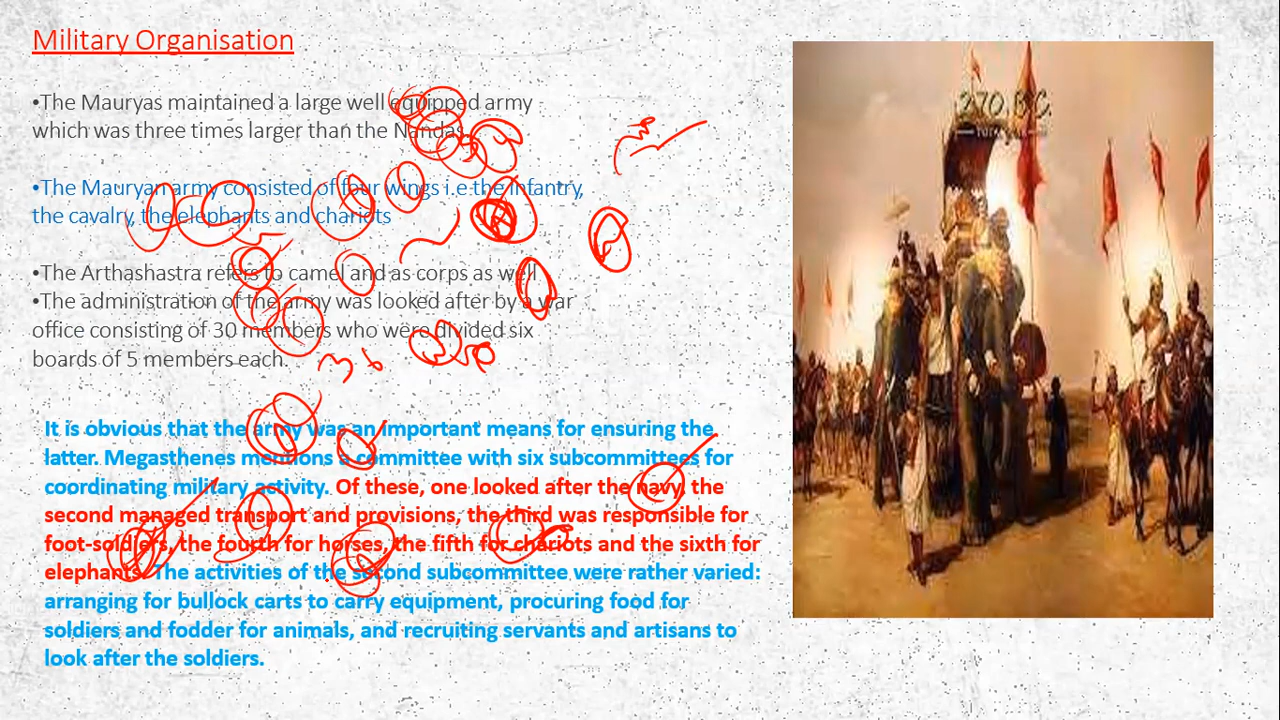 Military Organisation
•The Mauryas maintained a large well equipped army
which was three times larger than the Nandas
•The Mauryan army consisted of four wings i.e the infantry,
the cavalry, the elephants and chariots
•The Arthashastra refers to camel and as corps as well
•The administration of the army was looked after by a war
office consisting of 30 members who were divided six
boards of 5 members each.
It is obvious that the army was an important means for ensuring the
latter. Megasthenes mentions a committee with six subcommittees for
coordinating military activity. Of these, one looked after the navy, the
second managed transport and provisions, the third was responsible for
foot-soldiers, the fourth for horses, the fifth for chariots and the sixth for
elephants. The activities of the second subcommittee were rather varied:
arranging for bullock carts to carry equipment, procuring food for
soldiers and fodder for animals, and recruiting servants and artisans to
look after the soldiers.
270 B.C.